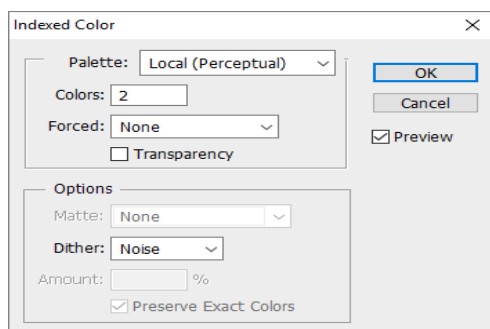 Indexed Color
Palette: Local (Perceptual)
OK
Colors: 2
Cancel
Forced: None
Preview
Transparency
Options
Matte: None
Dither: Noise
Amount: %
Preserve Exact Colors